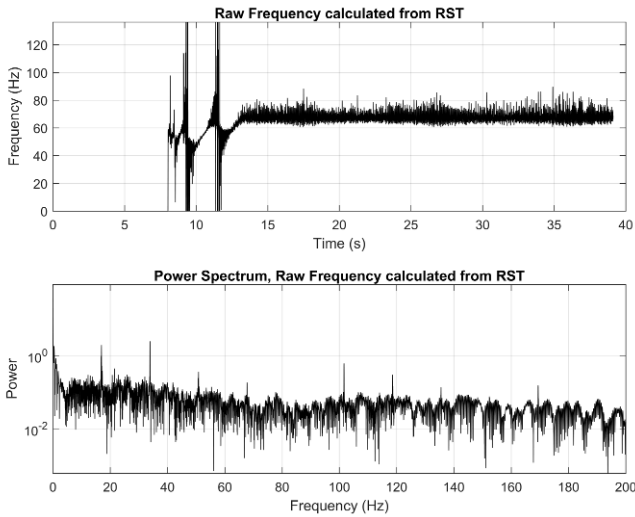 Raw Frequency calculated from RST
Frequency (Hz)
120
100
80
60
40
20
0
0 5 10 15 20 25 30 35 40
Time (s)
Power Spectrum, Raw Frequency calculated from RST
Power
10^0
10^-2
0 20 40 60 80 100 120 140 160 180 200
Frequency (Hz)